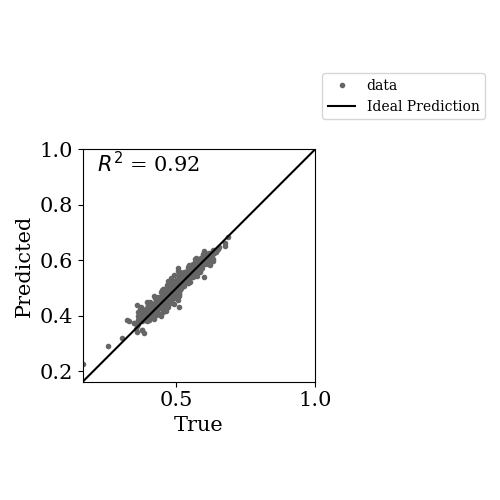 data
Ideal Prediction
R² = 0.92
1.0
0.8
0.6
0.4
0.2
Predicted
0.5 1.0
True